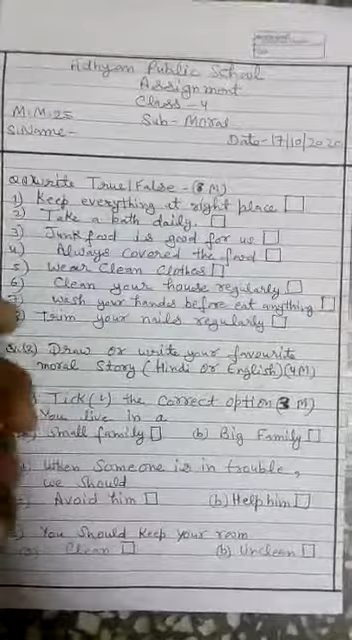 Adhyan Public School
Assignment
Class - 4
M.M. 25
Sub - Moral
S.Name -
Date - 17/10/2020
Write True/False - (8 M)
1) Keep everything at right place
2) Take a bath daily.
3) Junk food is good for us
4) Always covered the food
5) Wear Clean Clothes
6) Clean your house regularly
7) Wash your hands before eat anything
8) Trim your nails regularly
Draw or write your favourite
moral Story (Hindi or English) (4M)
Tick (✓) the Correct option (3 M)
You live in a
Small family (b) Big Family
When Someone is in trouble,
we should
Avoid him (b) Help him
You Should Keep your room
(a) Clean (b) Unclean